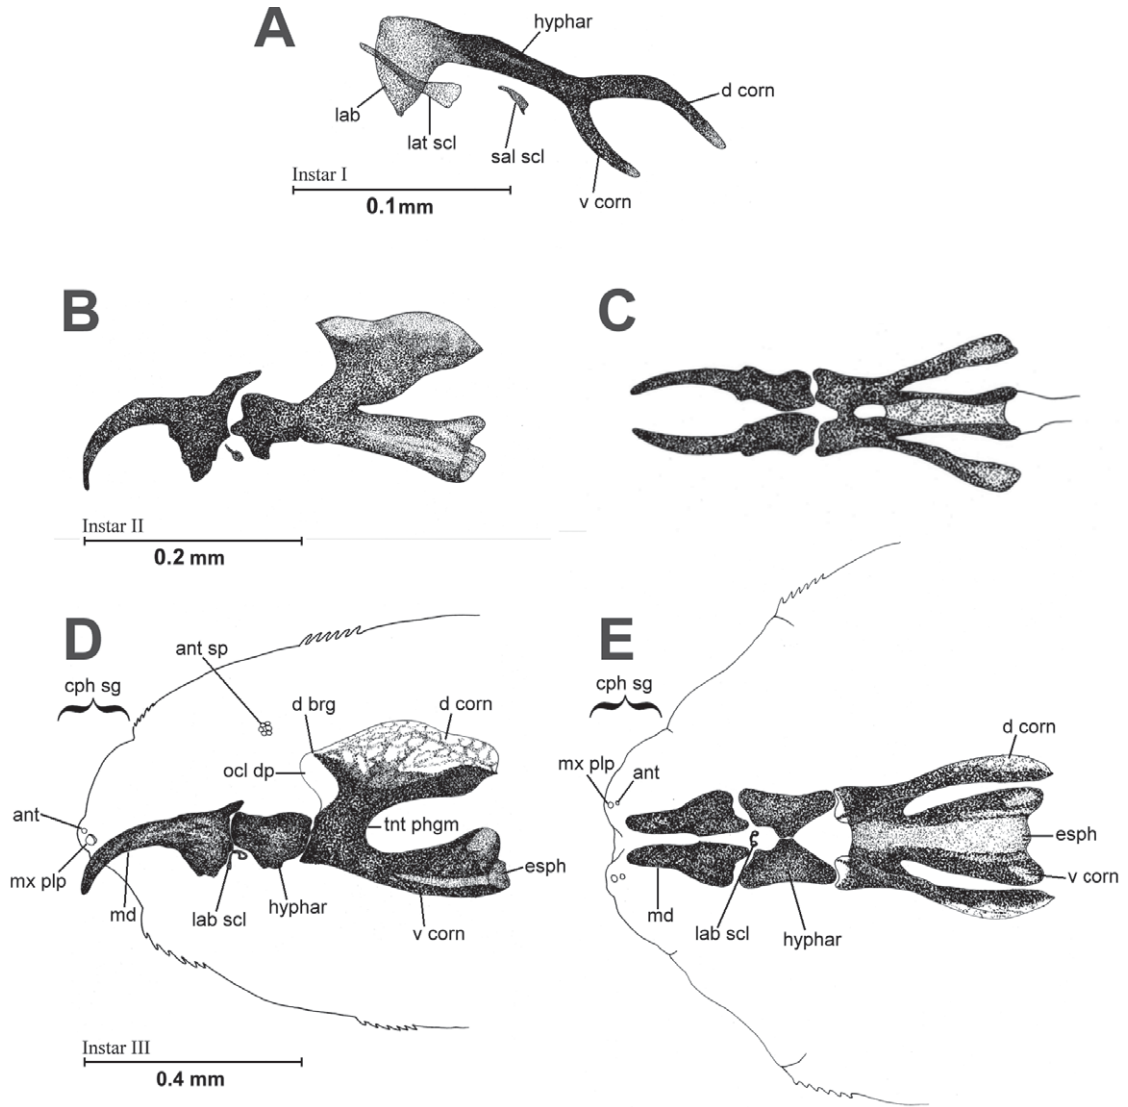 A
hyphar
d corn
lab
lat scl
sal scl
v corn
Instar I
0.1mm
B
C
Instar II
0.2 mm
D
ant sp
cph sg
d brg
d corn
ocl dp
ant
tnt phgm
mx plp
esph
md
lab scl
hyphar
v corn
Instar III
0.4 mm
E
cph sg
d corn
mx plp
ant
esph
v corn
md
lab scl
hyphar